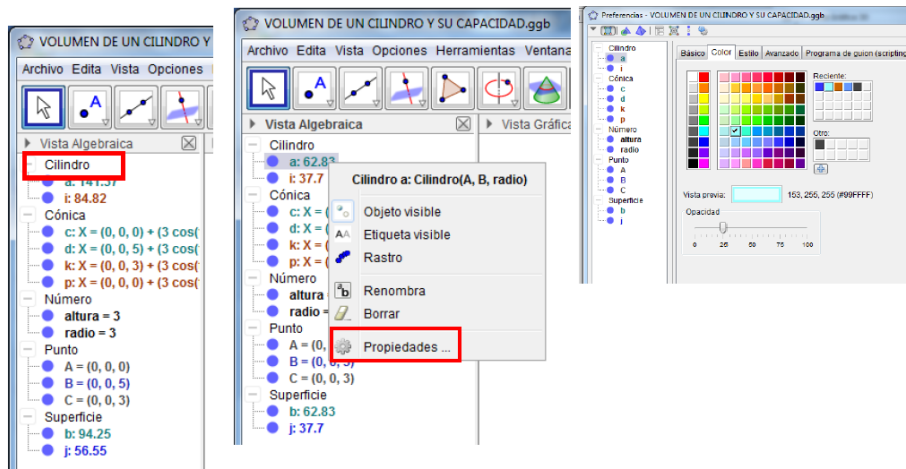 VOLUMEN DE UN CILINDRO Y
Archivo Edita Vista Opciones
A
Vista Algebraica
Cilindro
a: 141.37
i: 84.82
Cónica
c: X = (0, 0, 0) + (3 cos(
d: X = (0, 0, 5) + (3 cos(
k: X = (0, 0, 3) + (3 cos(
p: X = (0, 0, 0) + (3 cos(
Número
altura = 3
radio = 3
Punto
A = (0, 0, 0)
B = (0, 0, 5)
C = (0, 0, 3)
Superficie
b: 94.25
j: 56.55
VOLUMEN DE UN CILINDRO Y SU CAPACIDAD.ggb
Archivo Edita Vista Opciones Herramientas Ventana
A
Vista Algebraica
Vista Gráfica
Cilindro
a: 62.83
i: 37.7
Cónica
c: X = (
d: X = (
k: X = (
p: X = (
Número
altura
radio =
Punto
A = (0,
B = (0, 0, 5)
C = (0, 0, 3)
Superficie
b: 62.83
j: 37.7
Cilindro a: Cilindro(A, B, radio)
Objeto visible
AA Etiqueta visible
Rastro
ab Renombra
Borrar
Propiedades ...
Preferencias - VOLUMEN DE UN CILINDRO Y SU CAPACIDAD.ggb
Cilindro
a
i
Cónica
c
d
k
p
Número
altura
radio
Punto
A
B
C
Superficie
b
j
Básico Color Estilo Avanzado Programa de guion (scripting
Reciente:
Otro:
Vista previa: 153, 255, 255 (#99FFFF)
Opacidad
0 25 50 75 100